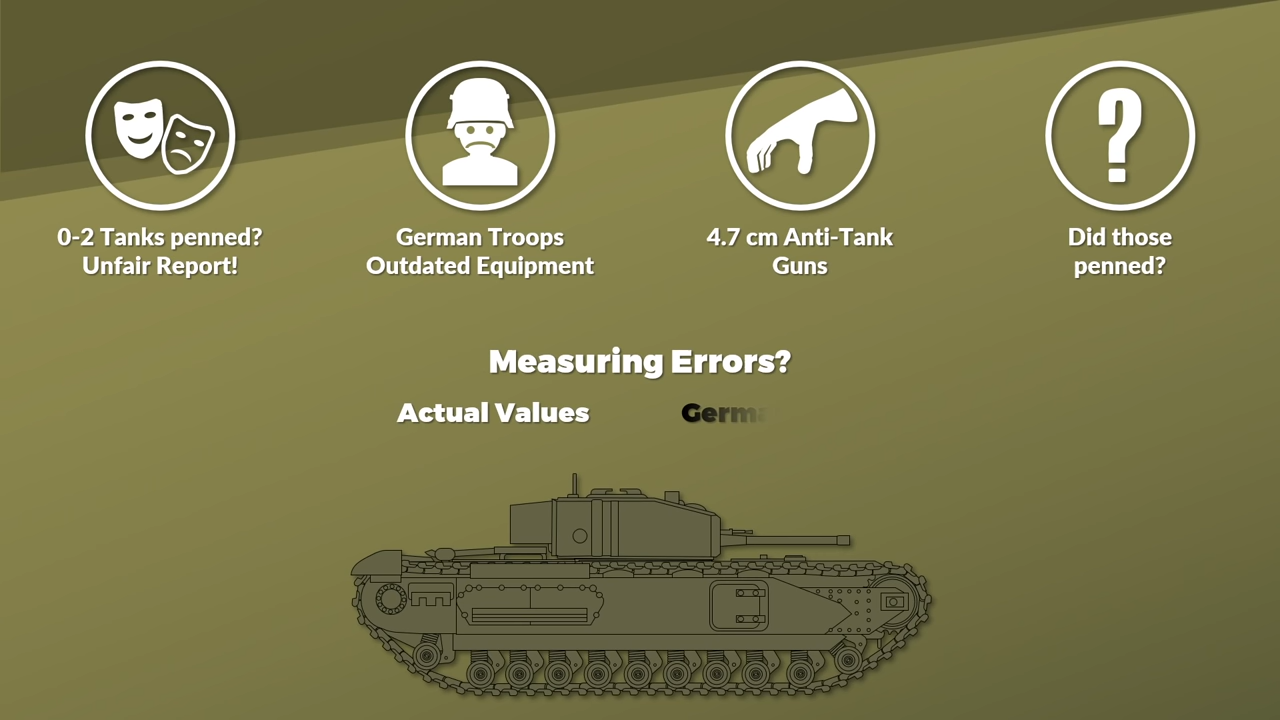 0-2 Tanks penned?
Unfair Report!
German Troops
Outdated Equipment
4.7 cm Anti-Tank
Guns
?
Did those
penned?
Measuring Errors?
Actual Values